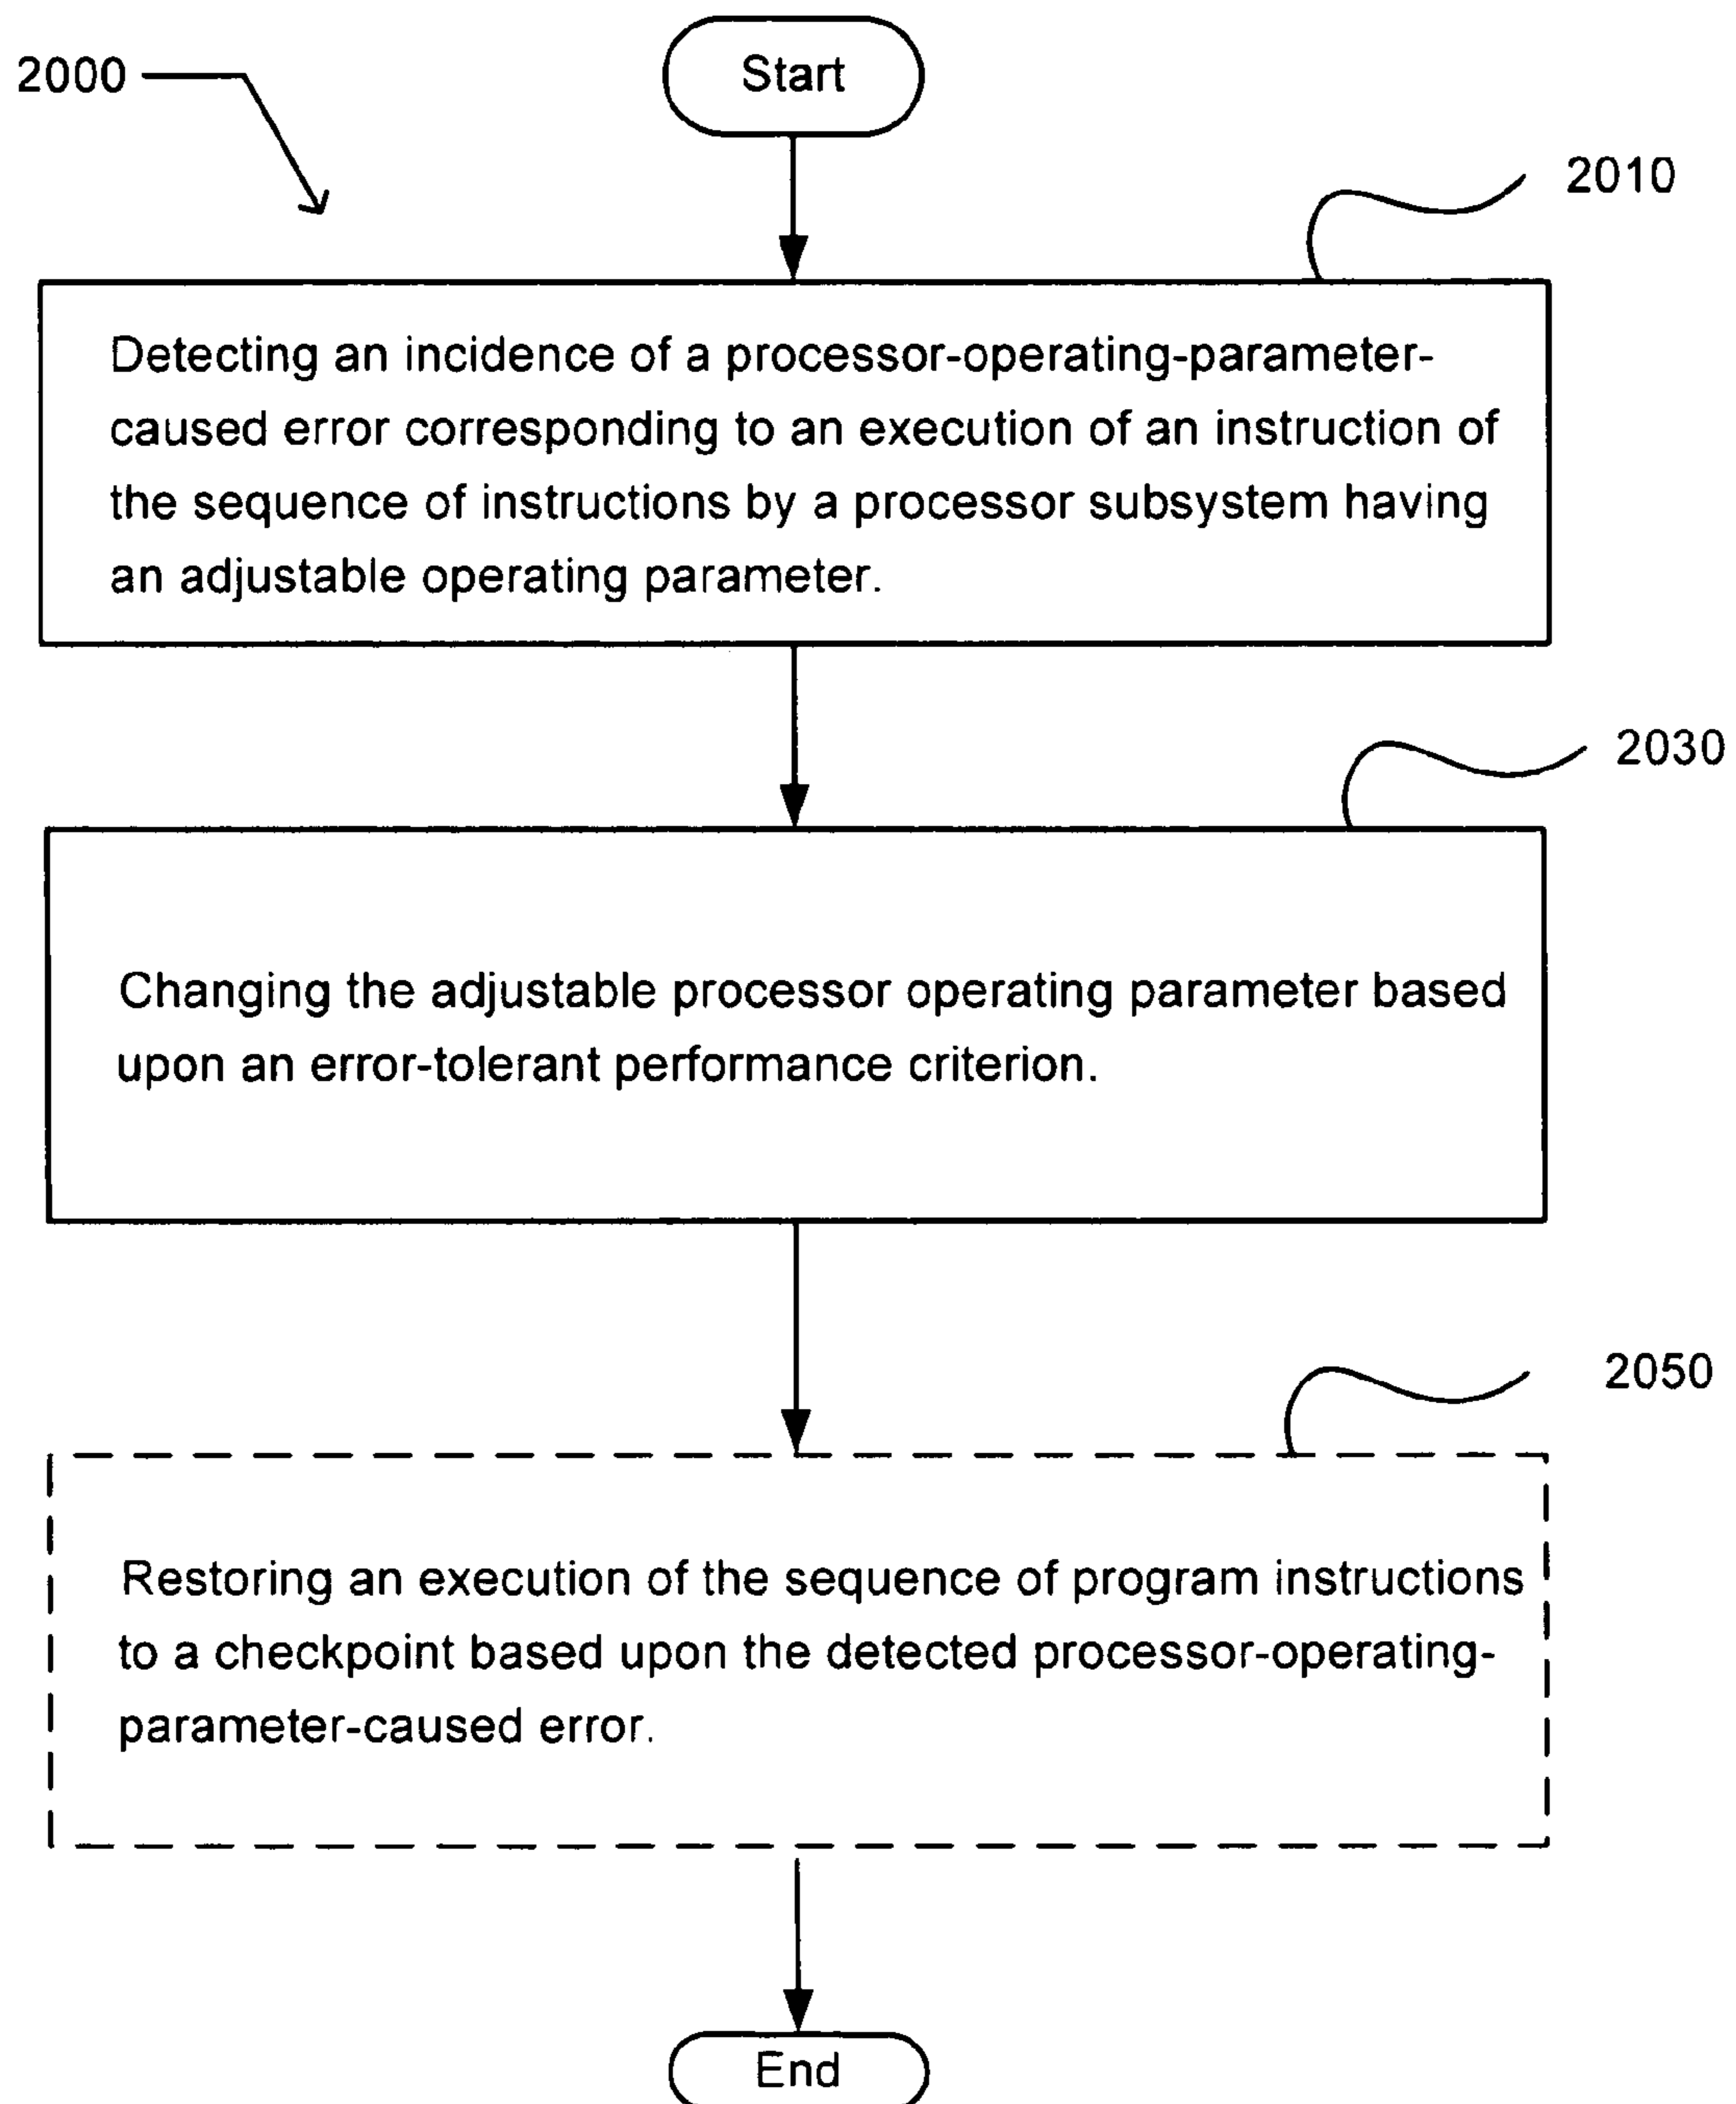 2000
Start
2010
Detecting an incidence of a processor-operating-parameter-
caused error corresponding to an execution of an instruction of
the sequence of instructions by a processor subsystem having
an adjustable operating parameter.
2030
Changing the adjustable processor operating parameter based
upon an error-tolerant performance criterion.
2050
Restoring an execution of the sequence of program instructions
to a checkpoint based upon the detected processor-operating-
parameter-caused error.
End